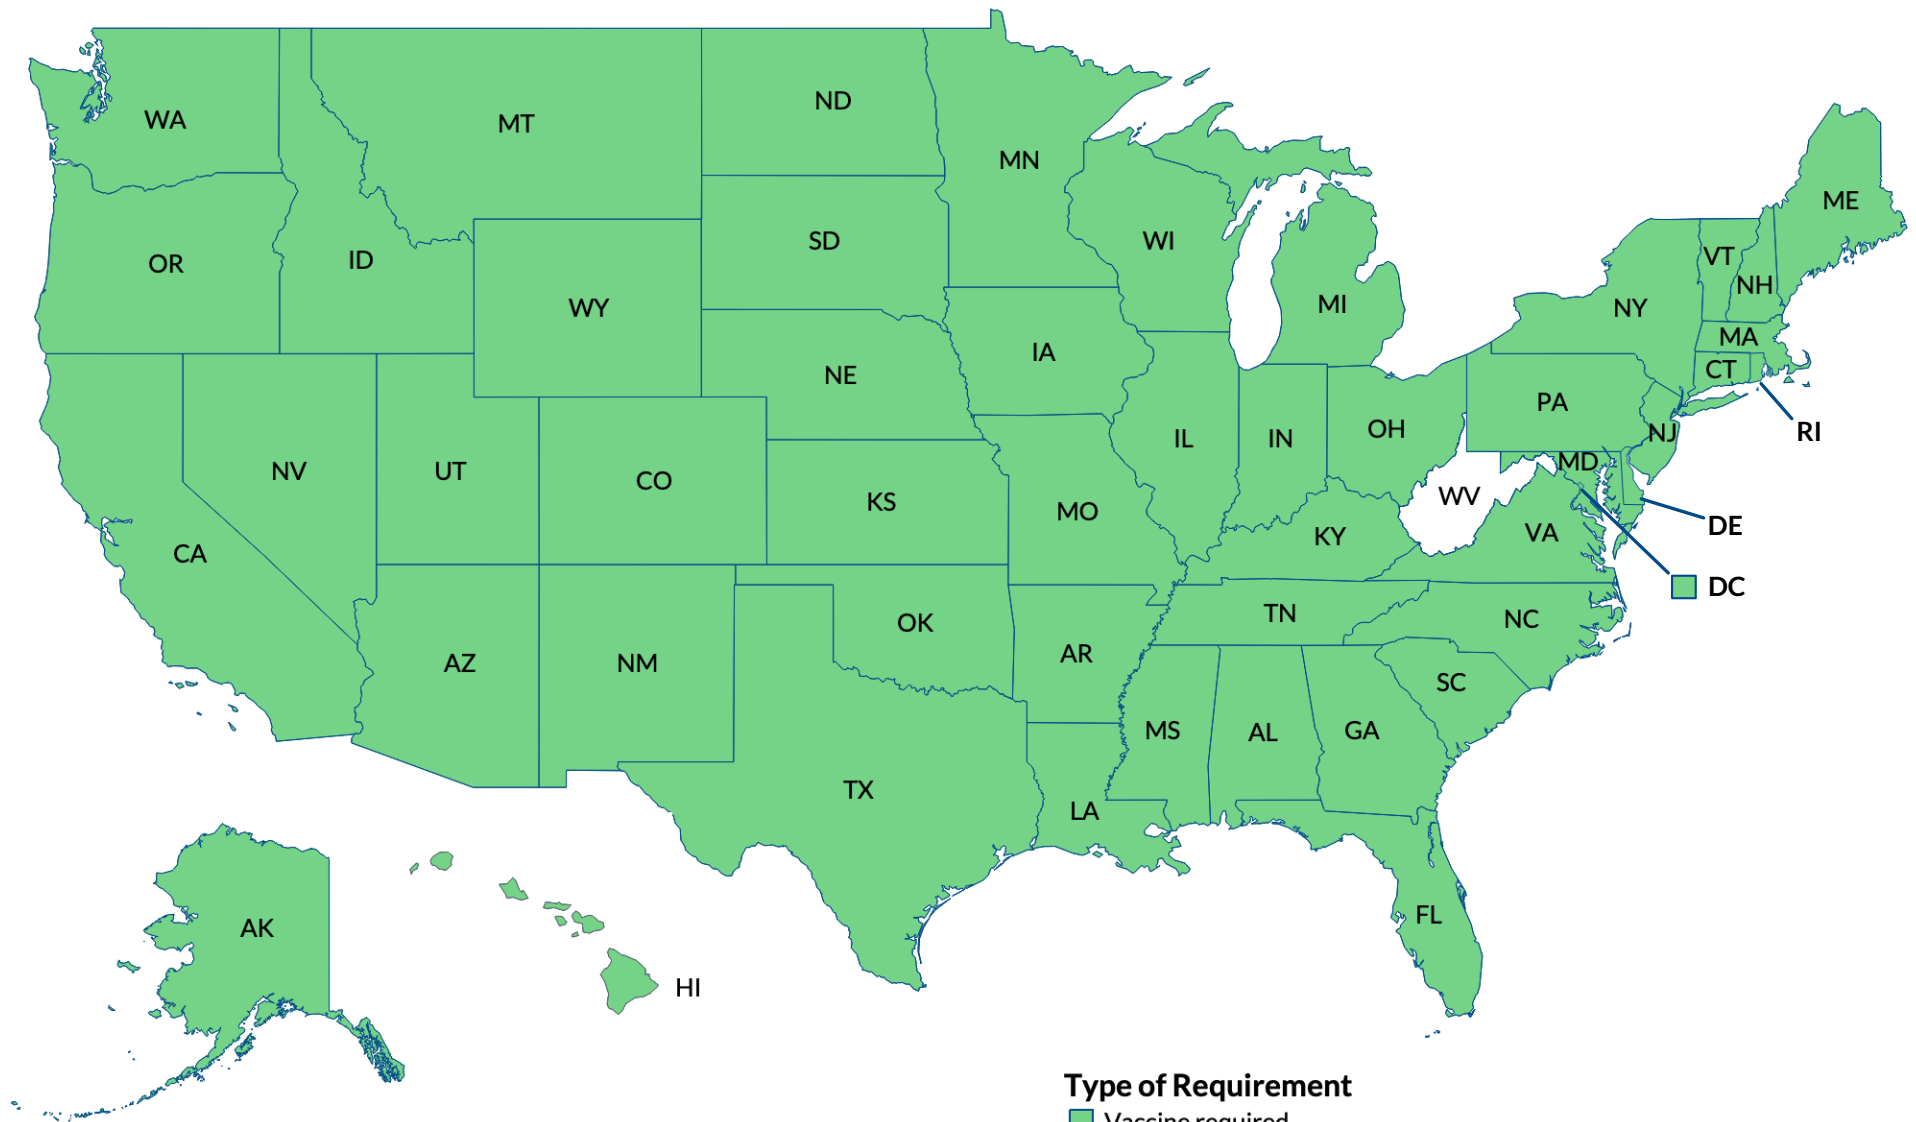 WA
MT
ND
MN
ME
OR
ID
SD
WI
VT
NH
WY
MI
NY
MA
IA
CT
NE
PA
RI
NV
UT
CO
KS
MO
IL
IN
OH
NJ
MD
WV
DE
CA
KY
VA
DC
AZ
NM
OK
AR
TN
NC
SC
MS
AL
GA
TX
LA
AK
HI
FL
Type of Requirement
Vaccine required